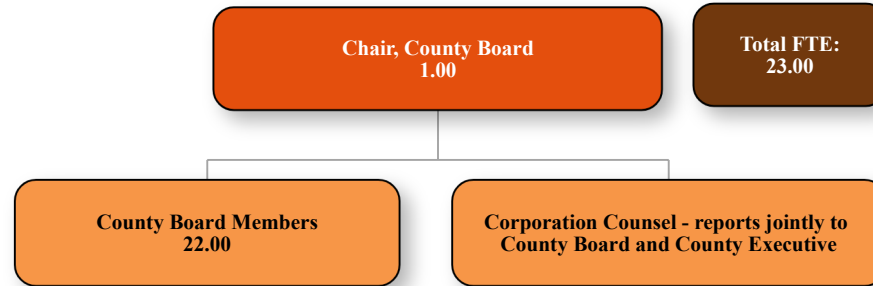 Chair, County Board
1.00
Total FTE:
23.00
County Board Members
22.00
Corporation Counsel - reports jointly to
County Board and County Executive